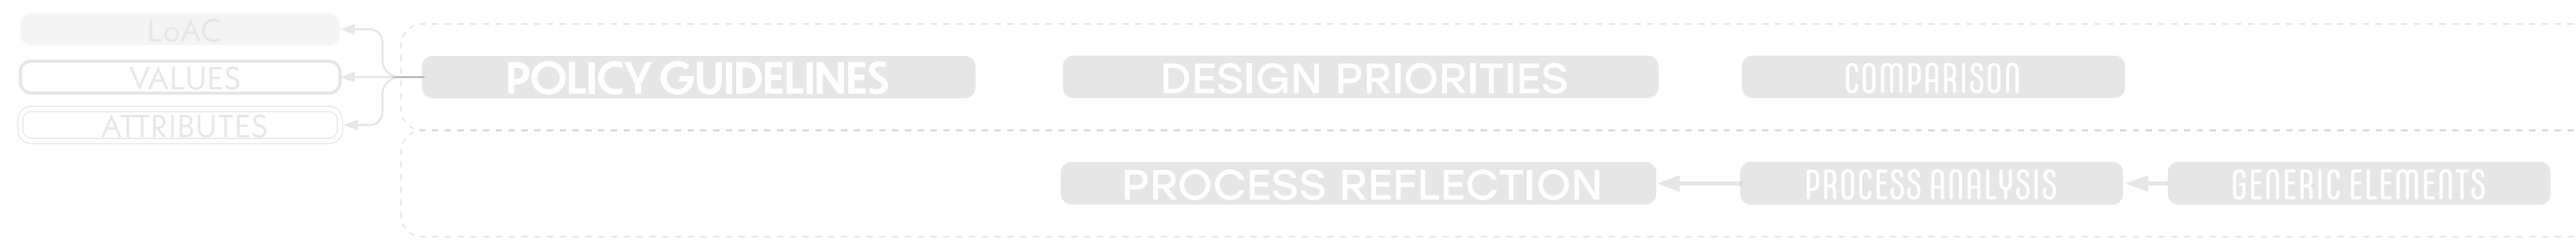 LoAC
VALUES
ATTRIBUTES
POLICY GUIDELINES
DESIGN PRIORITIES
COMPARISON
PROCESS REFLECTION
PROCESS ANALYSIS
GENERIC ELEMENTS